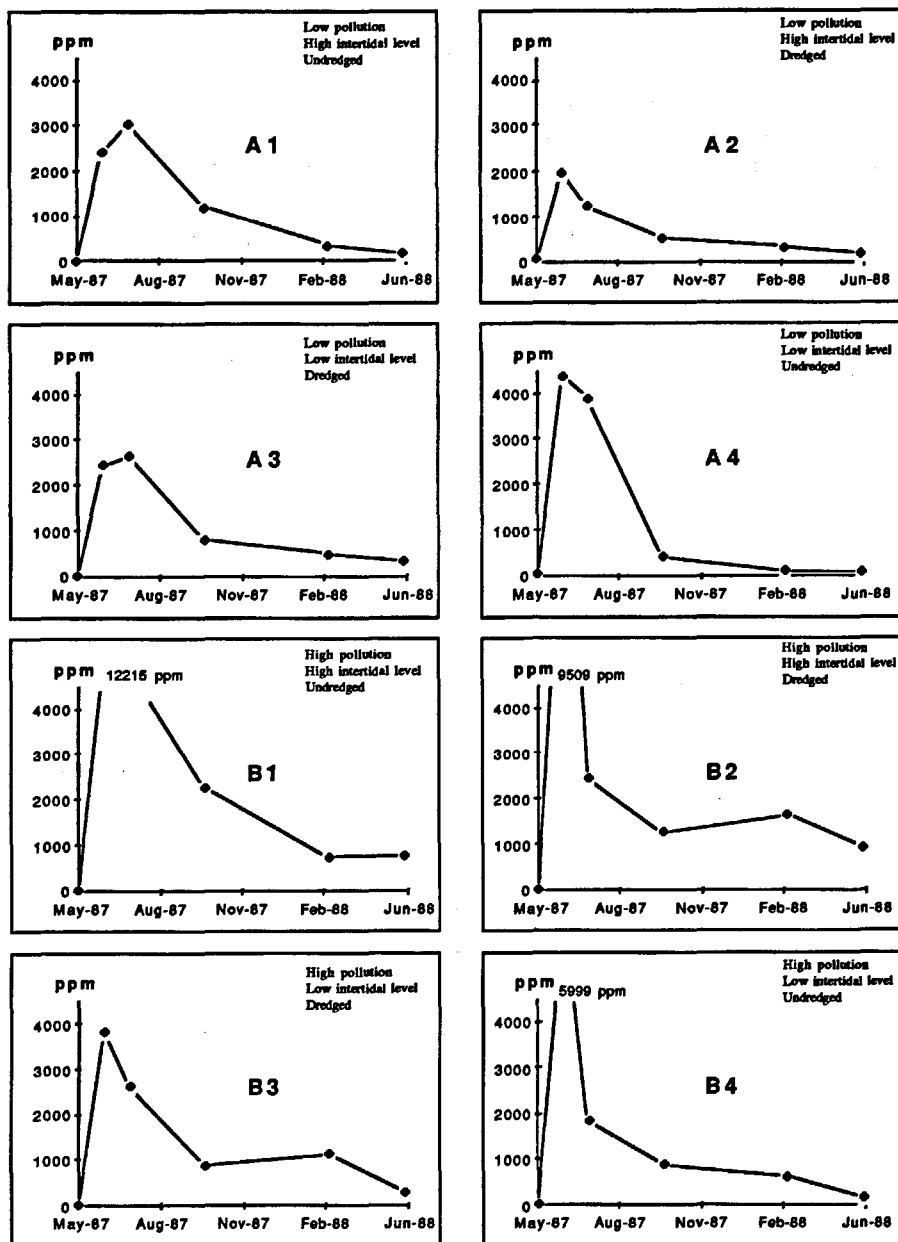 ppm
Low pollution
High intertidal level
Undredged
4000
3000
2000
1000
0
A1
May-87 Aug-87 Nov-87 Feb-88 Jun-88
ppm
Low pollution
High intertidal level
Dredged
4000
3000
2000
1000
0
A2
May-87 Aug-87 Nov-87 Feb-88 Jun-88
ppm
Low pollution
Low intertidal level
Dredged
4000
3000
2000
1000
0
A3
May-87 Aug-87 Nov-87 Feb-88 Jun-88
ppm
Low pollution
Low intertidal level
Undredged
4000
3000
2000
1000
0
A4
May-87 Aug-87 Nov-87 Feb-88 Jun-88
ppm
12215 ppm
High pollution
High intertidal level
Undredged
4000
3000
2000
1000
0
B1
May-87 Aug-87 Nov-87 Feb-88 Jun-88
ppm
9509 ppm
High pollution
High intertidal level
Dredged
4000
3000
2000
1000
0
B2
May-87 Aug-87 Nov-87 Feb-88 Jun-88
ppm
High pollution
Low intertidal level
Dredged
4000
3000
2000
1000
0
B3
May-87 Aug-87 Nov-87 Feb-88 Jun-88
ppm
5999 ppm
High pollution
Low intertidal level
Undredged
4000
3000
2000
1000
0
B4
May-87 Aug-87 Nov-87 Feb-88 Jun-88